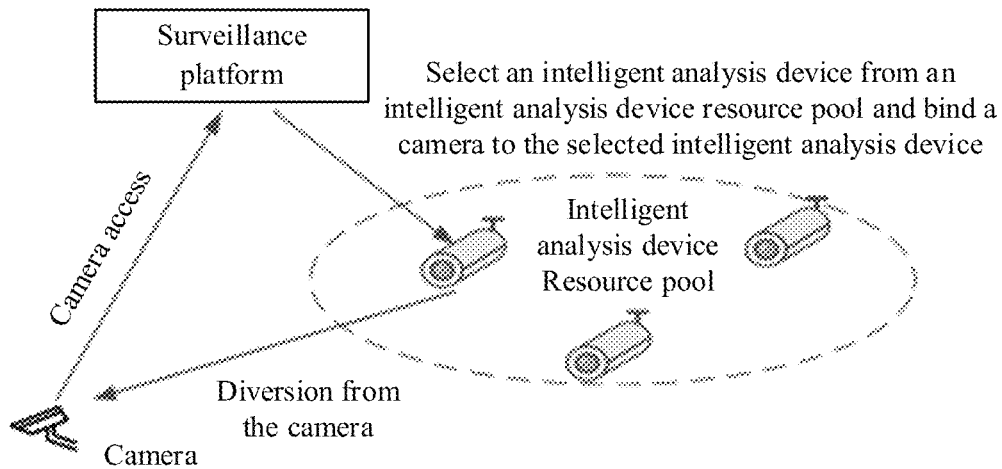 Surveillance
platform
Select an intelligent analysis device from an
intelligent analysis device resource pool and bind a
camera to the selected intelligent analysis device
Camera access
Intelligent
analysis device
Resource pool
Diversion from
the camera
Camera